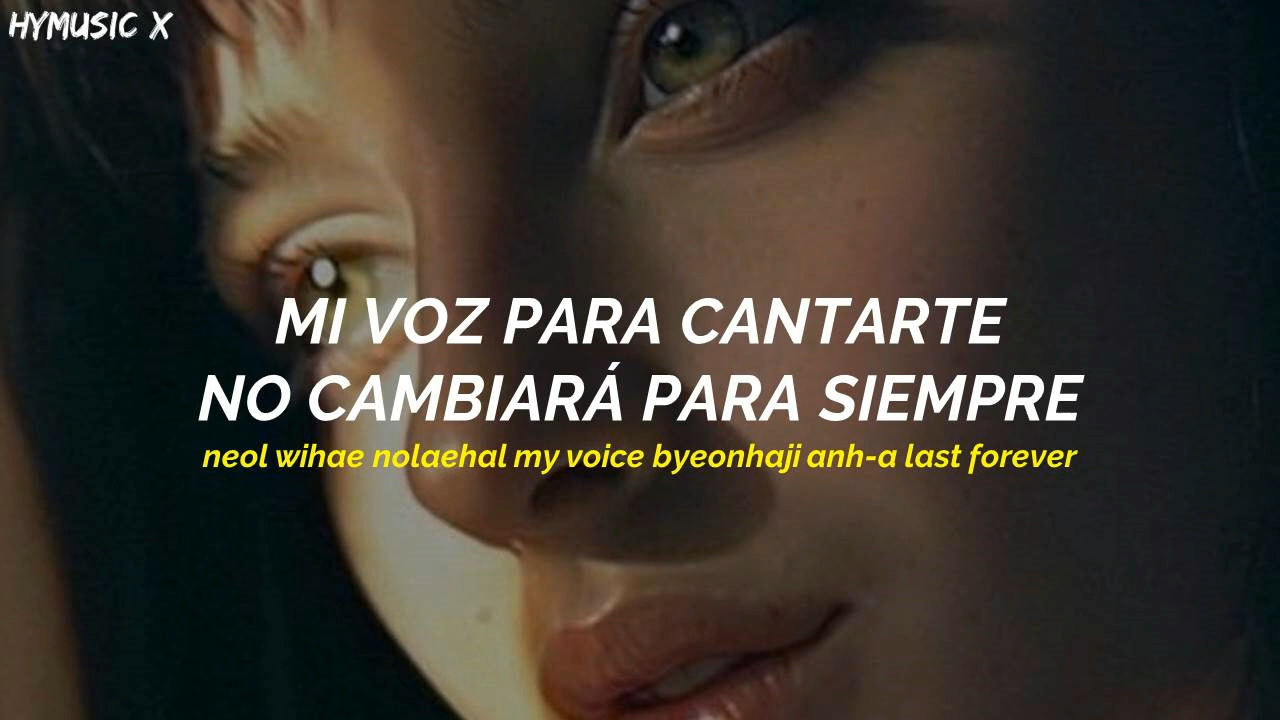 HYMUSIC X
MI VOZ PARA CANTARTE
NO CAMBIARÁ PARA SIEMPRE
neol wihae nolaehal my voice byeonhaji anh-a last forever